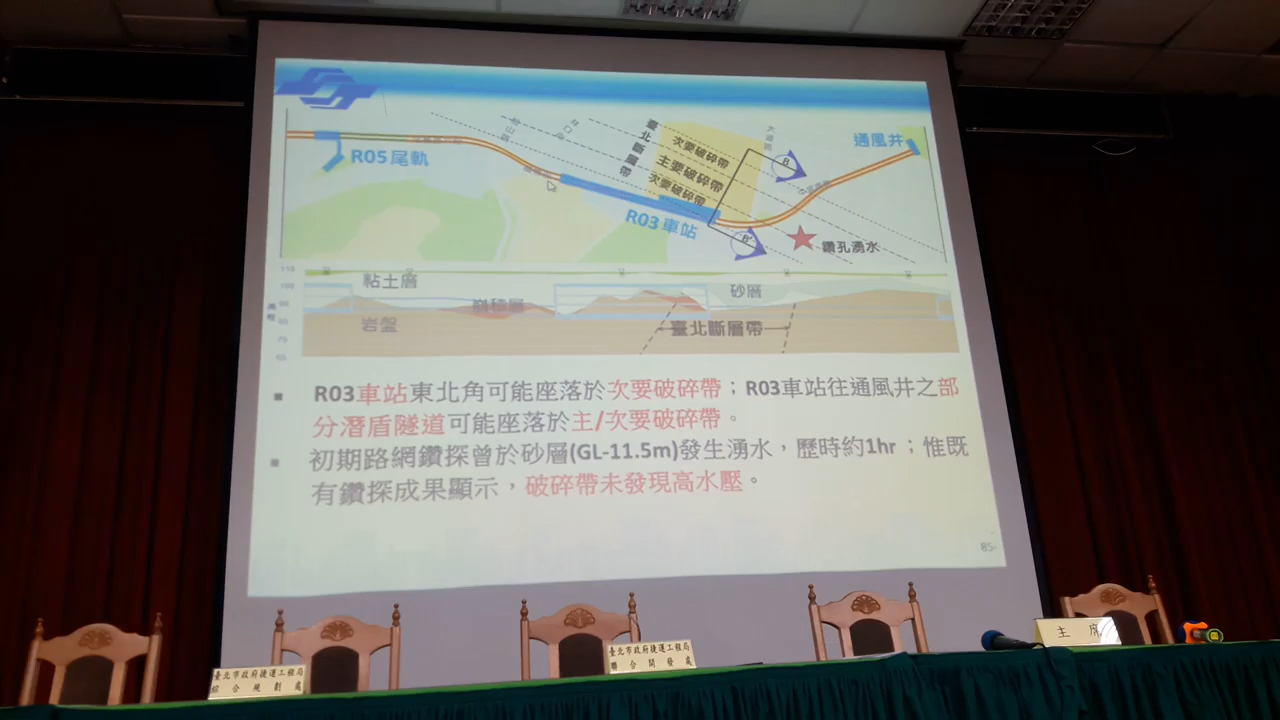 臺北斷層帶
次要破碎帶
主要破碎帶
次要破碎帶
通風井
R05尾軌
R03車站
B
B'
鑽孔湧水
粘土層
崩積層
砂層
岩盤
臺北斷層帶
R03車站東北角可能座落於次要破碎帶；R03車站往通風井之部
分潛盾隧道可能座落於主/次要破碎帶。
初期路網鑽探曾於砂層(GL-11.5m)發生湧水，歷時約1hr；惟既
有鑽探成果顯示，破碎帶未發現高水壓。
85
臺北市政府捷運工程局
綜合規劃處
臺北市政府捷運工程局
聯合開發處
主席